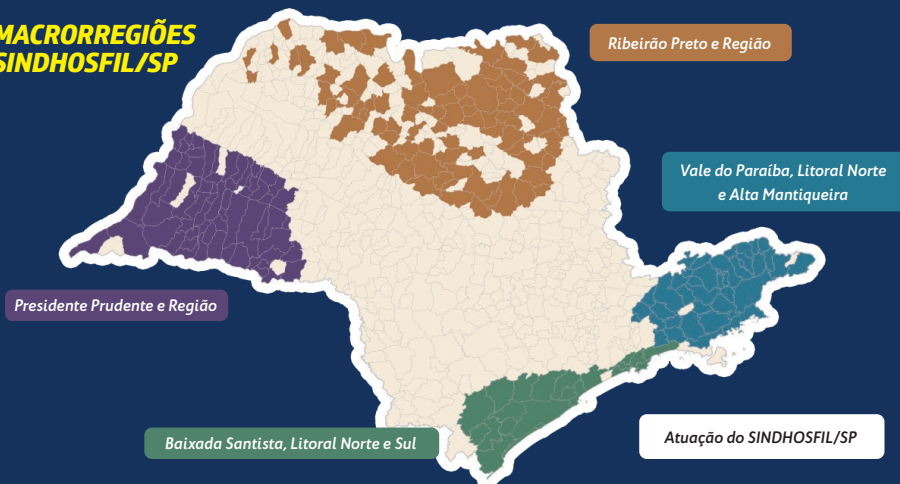 MACRORREGIÕES
SINDHOSFIL/SP
Ribeirão Preto e Região
Vale do Paraíba, Litoral Norte
e Alta Mantiqueira
Presidente Prudente e Região
Baixada Santista, Litoral Norte e Sul
Atuação do SINDHOSFIL/SP